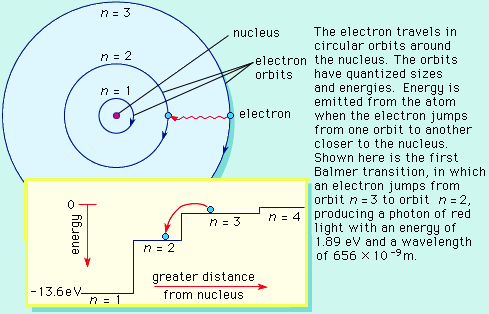 n = 3
nucleus
n = 2
electron
orbits
n = 1
electron
The electron travels in
circular orbits around
the nucleus. The orbits
have quantized sizes
and energies. Energy is
emitted from the atom
when the electron jumps
from one orbit to another
closer to the nucleus.
Shown here is the first
Balmer transition, in which
an electron jumps from
orbit n = 3 to orbit n = 2,
producing a photon of red
light with an energy of
1.89 eV and a wavelength
of 656 × 10⁻⁹ m.
0
energy
n = 4
n = 3
n = 2
greater distance
from nucleus
-13.6eV
n = 1